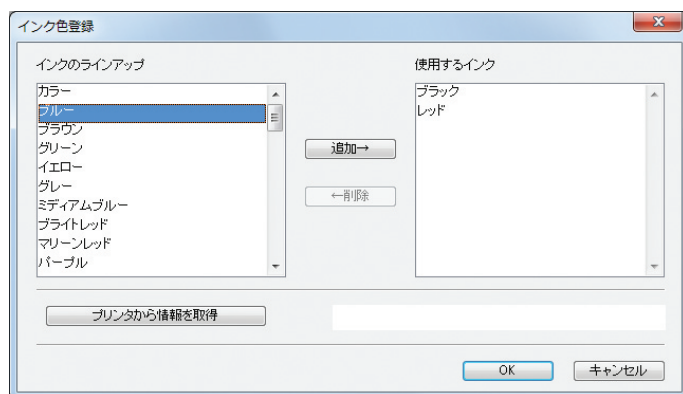 インク色登録
インクのラインアップ
カラー
ブルー
ブラウン
グリーン
イエロー
グレー
ミディアムブルー
ブライトレッド
マリーンレッド
パープル
追加→
←削除
使用するインク
ブラック
レッド
プリンタから情報を取得
OK
キャンセル